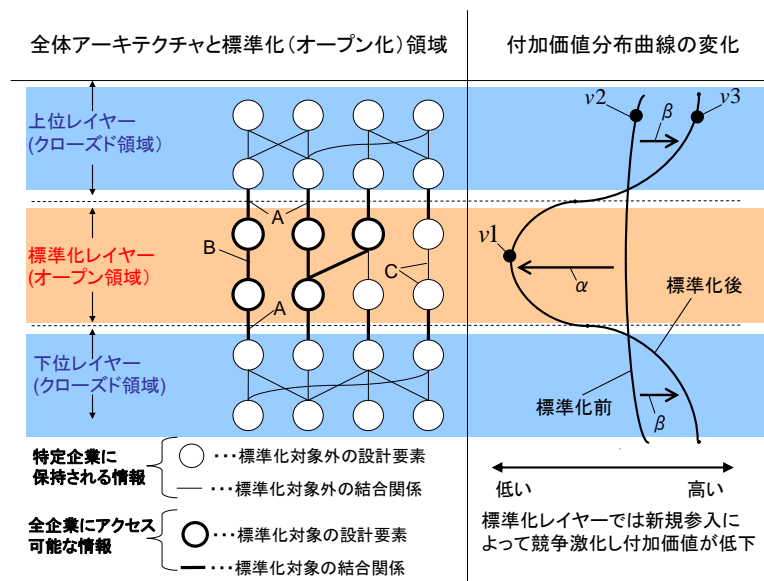 全体アーキテクチャと標準化(オープン化)領域
付加価値分布曲線の変化
上位レイヤー
(クローズド領域)
標準化レイヤー
(オープン領域)
下位レイヤー
(クローズド領域)
A
B
C
A
v2
v3
β
v1
α
標準化後
標準化前
β
特定企業に
保持される情報
･･･標準化対象外の設計要素
･･･標準化対象外の結合関係
全企業にアクセス
可能な情報
･･･標準化対象の設計要素
･･･標準化対象の結合関係
低い
高い
標準化レイヤーでは新規参入に
よって競争激化し付加価値が低下